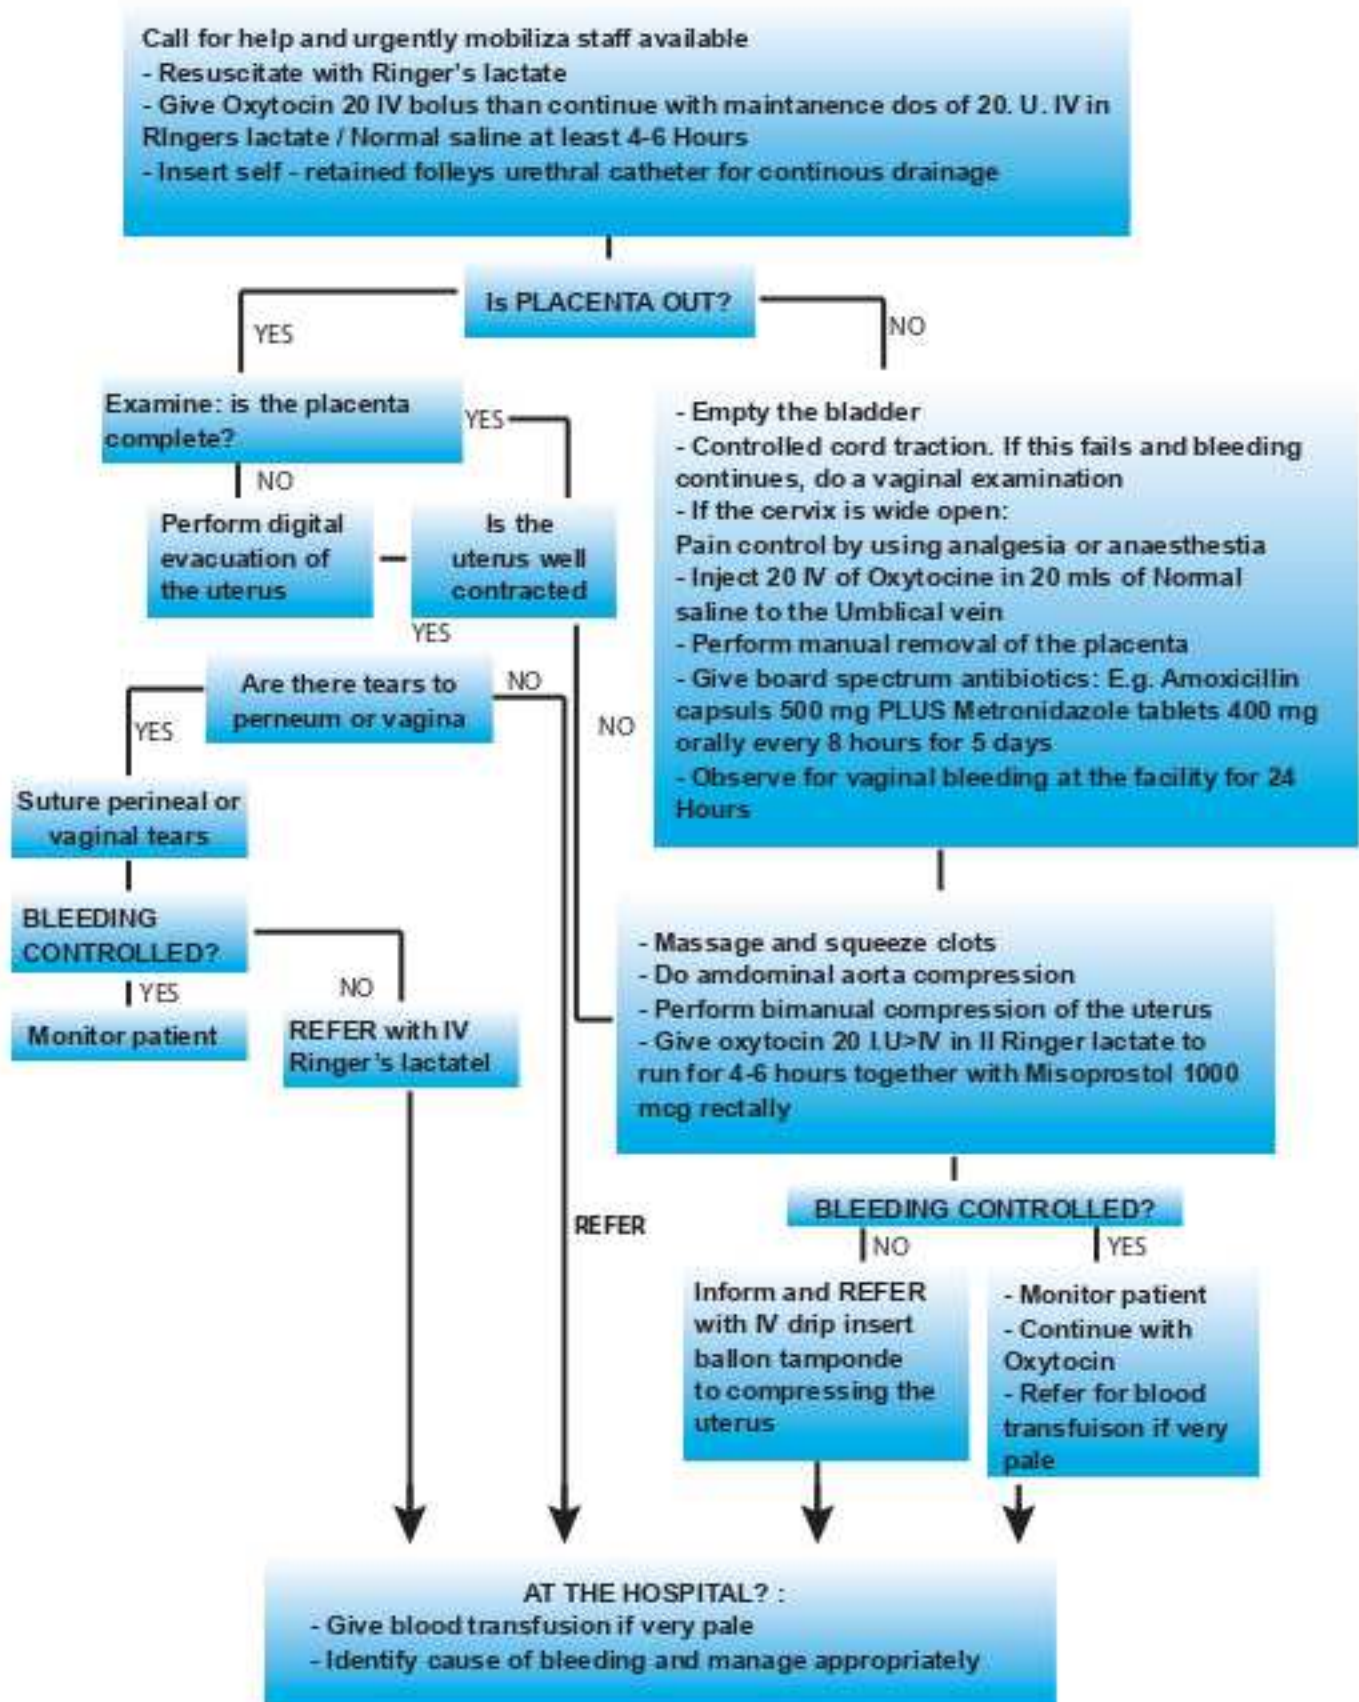 Call for help and urgently mobiliza staff available
- Resuscitate with Ringer's lactate
- Give Oxytocin 20 IV bolus than continue with maintanence dos of 20. U. IV in
RIngers lactate / Normal saline at least 4-6 Hours
- Insert self - retained folleys urethral catheter for continous drainage
Is PLACENTA OUT?
YES
NO
Examine: is the placenta
complete?
YES
NO
Perform digital
evacuation of
the uterus
Is the
uterus well
contracted
YES
NO
- Empty the bladder
- Controlled cord traction. If this fails and bleeding
continues, do a vaginal examination
- If the cervix is wide open:
Pain control by using analgesia or anaesthestia
- Inject 20 IV of Oxytocine in 20 mls of Normal
saline to the Umblical vein
- Perform manual removal of the placenta
- Give board spectrum antibiotics: E.g. Amoxicillin
capsuls 500 mg PLUS Metronidazole tablets 400 mg
orally every 8 hours for 5 days
- Observe for vaginal bleeding at the facility for 24
Hours
Are there tears to
perneum or vagina
NO
YES
Suture perineal or
vaginal tears
BLEEDING
CONTROLLED?
YES
NO
Monitor patient
REFER with IV
Ringer's lactatel
- Massage and squeeze clots
- Do amdominal aorta compression
- Perform bimanual compression of the uterus
- Give oxytocin 20 I.U>IV in II Ringer lactate to
run for 4-6 hours together with Misoprostol 1000
mcg rectally
REFER
BLEEDING CONTROLLED?
NO
YES
Inform and REFER
with IV drip insert
ballon tamponde
to compressing the
uterus
- Monitor patient
- Continue with
Oxytocin
- Refer for blood
transfuison if very
pale
AT THE HOSPITAL? :
- Give blood transfusion if very pale
- Identify cause of bleeding and manage appropriately